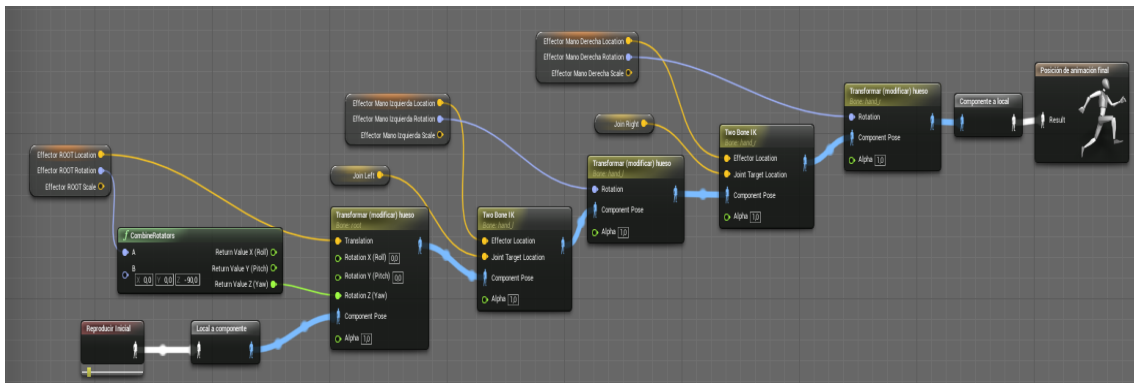 Effector ROOT Location
Effector ROOT Rotation
Effector ROOT Scale
CombineRotators
A
Return Value X (Roll)
Return Value Y (Pitch)
B
X 0,0 Y 0,0 Z -90,0
Return Value Z (Yaw)
Reproducir Inicial
Local a componente
Transformar (modificar) hueso
Bone: root
Translation
Rotation X (Roll) 0,0
Rotation Y (Pitch) 0,0
Rotation Z (Yaw)
Component Pose
Alpha 1,0
Effector Mano Izquierda Location
Effector Mano Izquierda Rotation
Effector Mano Izquierda Scale
Join Left
Two Bone IK
Bone: hand_l
Effector Location
Joint Target Location
Component Pose
Alpha 1,0
Transformar (modificar) hueso
Bone: hand_l
Rotation
Component Pose
Alpha 1,0
Effector Mano Derecha Location
Effector Mano Derecha Rotation
Effector Mano Derecha Scale
Join Right
Two Bone IK
Bone: hand_r
Effector Location
Joint Target Location
Component Pose
Alpha 1,0
Transformar (modificar) hueso
Bone: hand_r
Rotation
Component Pose
Alpha 1,0
Componente a local
Posición de animación final
Result